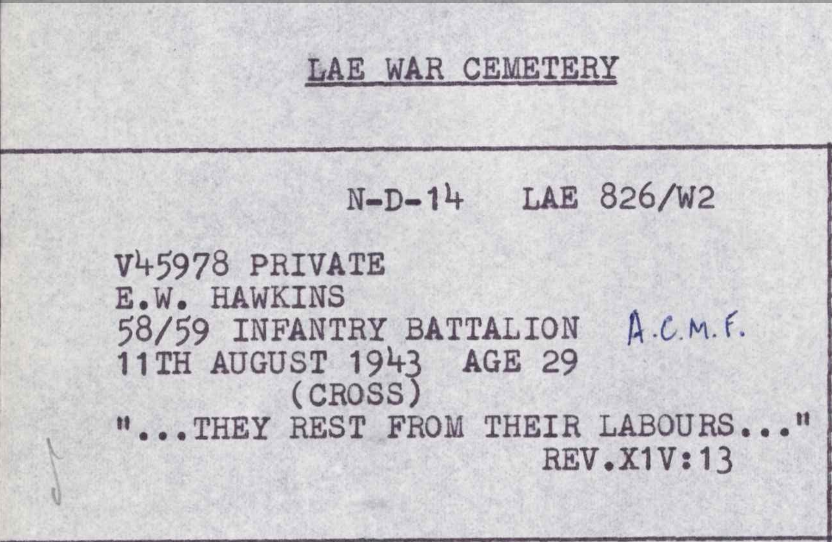 LAE WAR CEMETERY
N-D-14 LAE 826/W2
V45978 PRIVATE
E.W. HAWKINS
58/59 INFANTRY BATTALION A.C.M.F.
11TH AUGUST 1943 AGE 29
(CROSS)
"...THEY REST FROM THEIR LABOURS..."
REV.X1V:13